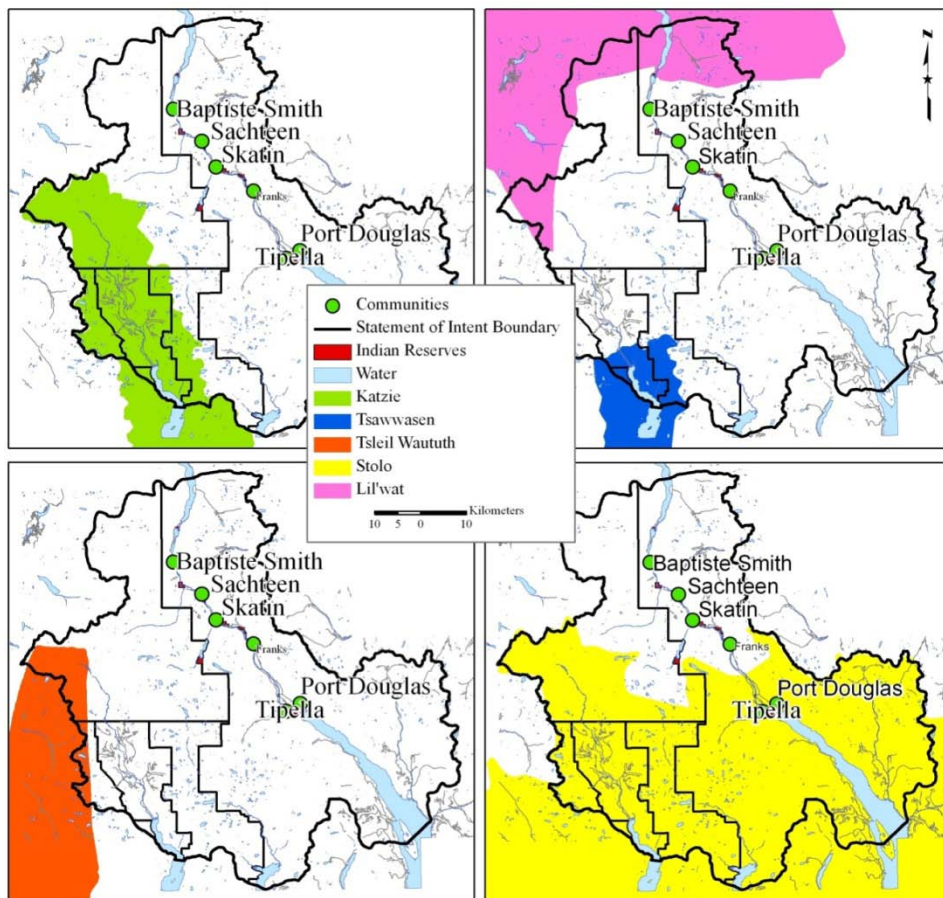 Baptiste Smith
Sachteen
Skatin
Franks
Port Douglas
Tipella
N
Baptiste Smith
Sachteen
Skatin
Franks
Port Douglas
Tipella
Communities
Statement of Intent Boundary
Indian Reserves
Water
Katzie
Tsawwasen
Tsleil Waututh
Stolo
Lil'wat
Kilometers
10 5 0 10
Baptiste Smith
Sachteen
Skatin
Franks
Port Douglas
Tipella
Baptiste Smith
Sachteen
Skatin
Franks
Port Douglas
Tipella